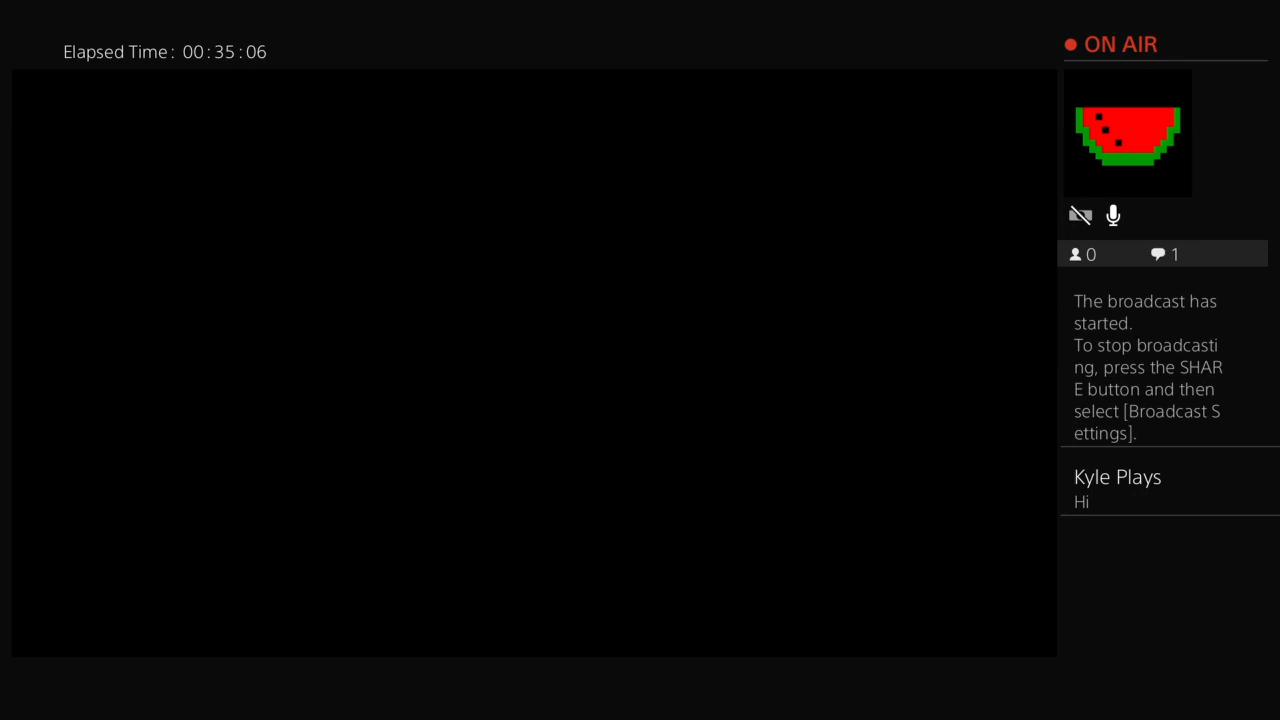 Elapsed Time: 00:35:06
ON AIR
0 1
The broadcast has
started.
To stop broadcasti
ng, press the SHAR
E button and then
select [Broadcast S
ettings].
Kyle Plays
Hi